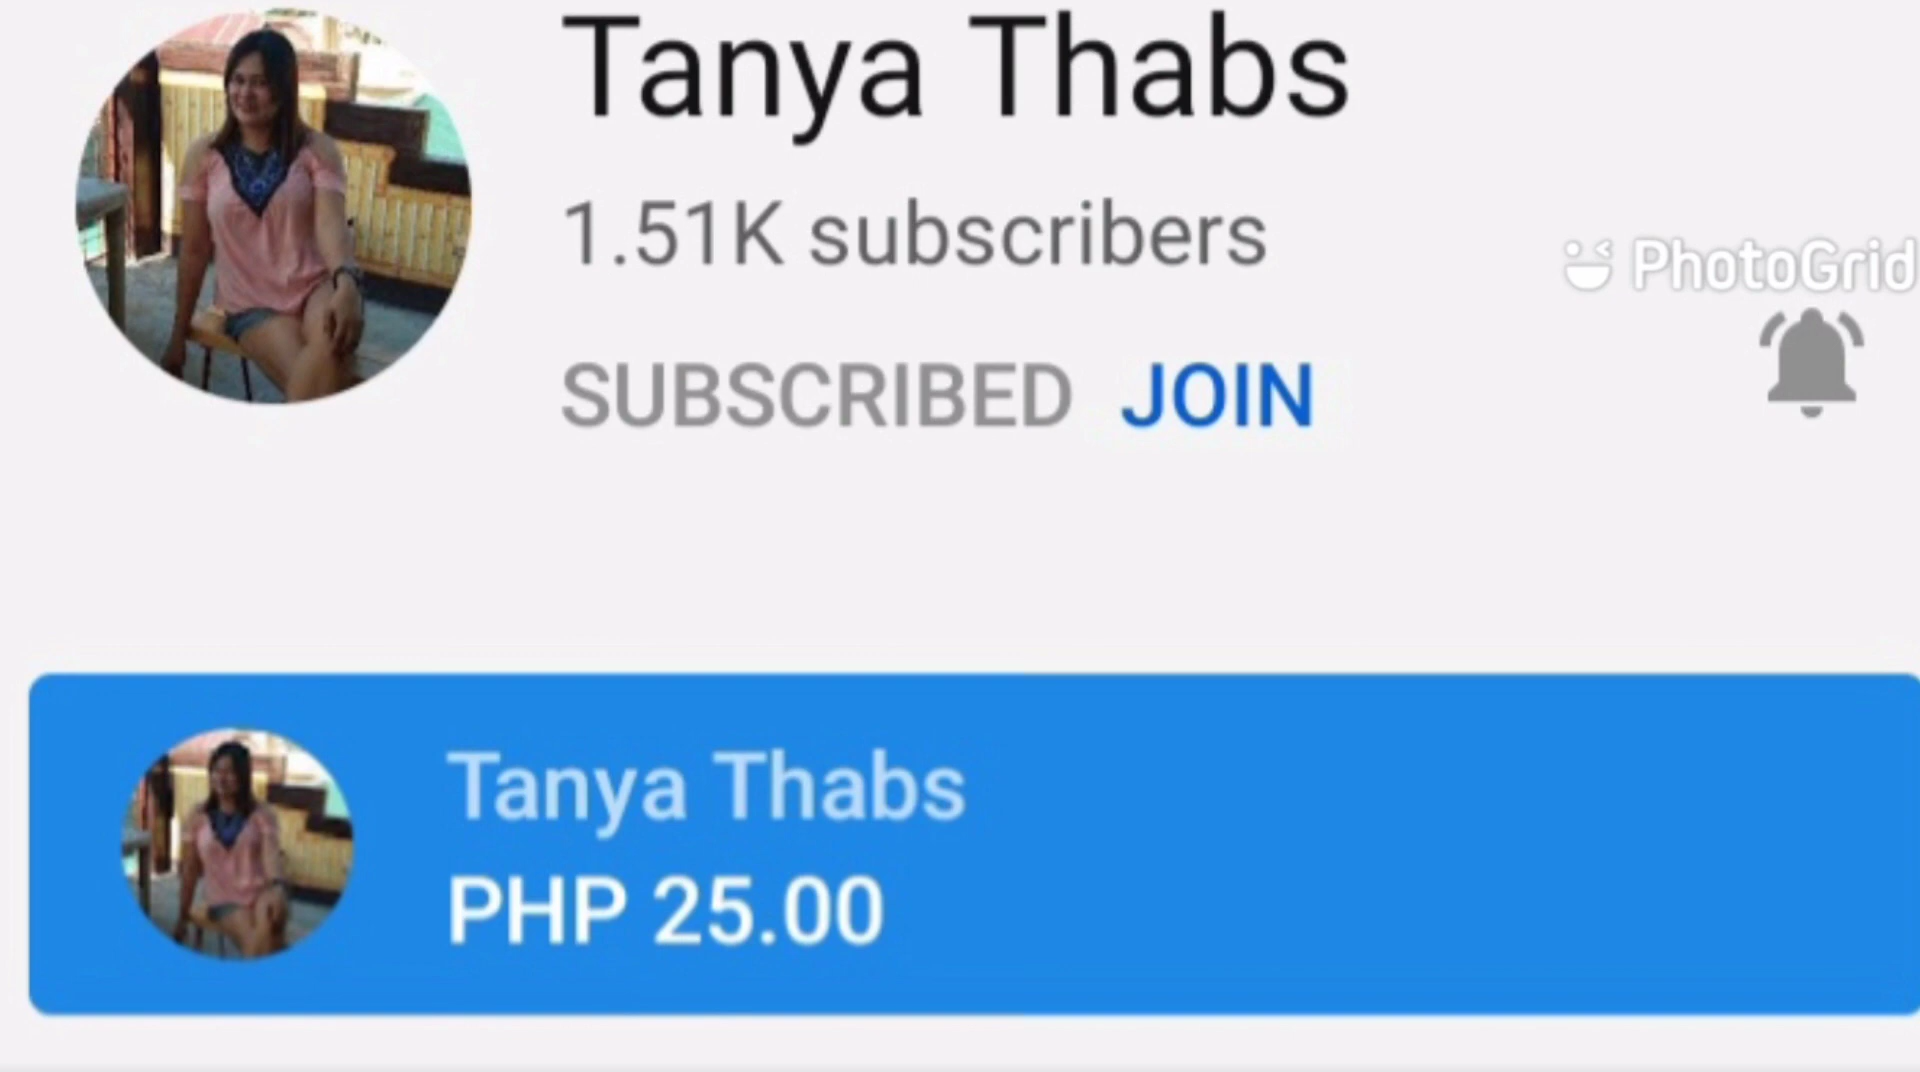 Tanya Thabs
1.51K subscribers
PhotoGrid
SUBSCRIBED JOIN
Tanya Thabs
PHP 25.00